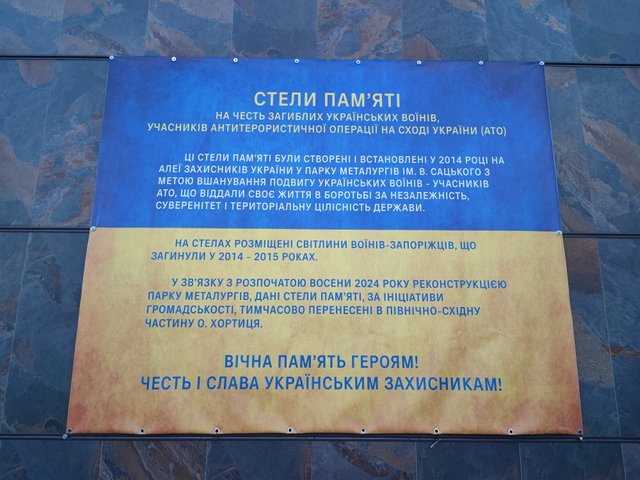 СТЕЛИ ПАМ'ЯТІ
НА ЧЕСТЬ ЗАГИБЛИХ УКРАЇНСЬКИХ ВОЇНІВ,
УЧАСНИКІВ АНТИТЕРОРИСТИЧНОЇ ОПЕРАЦІЇ НА СХОДІ УКРАЇНИ (АТО)
ЦІ СТЕЛИ ПАМ'ЯТІ БУЛИ СТВОРЕНІ І ВСТАНОВЛЕНІ У 2014 РОЦІ НА
АЛЕЇ ЗАХИСНИКІВ УКРАЇНИ У ПАРКУ МЕТАЛУРГІВ ІМ. В. САЦЬКОГО З
МЕТОЮ ВШАНУВАННЯ ПОДВИГУ УКРАЇНСЬКИХ ВОЇНІВ - УЧАСНИКІВ
АТО, ЩО ВІДДАЛИ СВОЄ ЖИТТЯ В БОРОТЬБІ ЗА НЕЗАЛЕЖНІСТЬ,
СУВЕРЕНІТЕТ І ТЕРИТОРІАЛЬНУ ЦІЛІСНІСТЬ ДЕРЖАВИ.
НА СТЕЛАХ РОЗМІЩЕНІ СВІТЛИНИ ВОЇНІВ-ЗАПОРІЖЦІВ, ЩО
ЗАГИНУЛИ У 2014 - 2015 РОКАХ.
У ЗВ'ЯЗКУ З РОЗПОЧАТОЮ ВОСЕНИ 2024 РОКУ РЕКОНСТРУКЦІЄЮ
ПАРКУ МЕТАЛУРГІВ, ДАНІ СТЕЛИ ПАМ'ЯТІ, ЗА ІНІЦІАТИВИ
ГРОМАДСЬКОСТІ, ТИМЧАСОВО ПЕРЕНЕСЕНІ В ПІВНІЧНО-СХІДНУ
ЧАСТИНУ О. ХОРТИЦЯ.
ВІЧНА ПАМ'ЯТЬ ГЕРОЯМ!
ЧЕСТЬ І СЛАВА УКРАЇНСЬКИМ ЗАХИСНИКАМ!